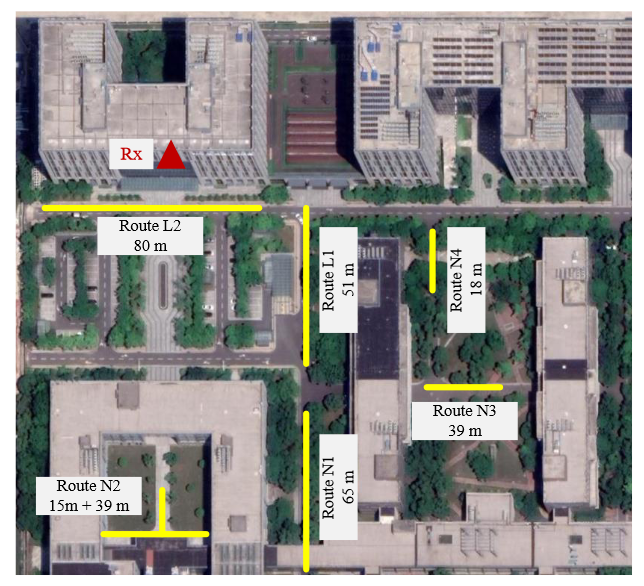 Rx
Route L2
80 m
Route L1
51 m
Route N4
18 m
Route N3
39 m
Route N2
15m + 39 m
Route N1
65 m